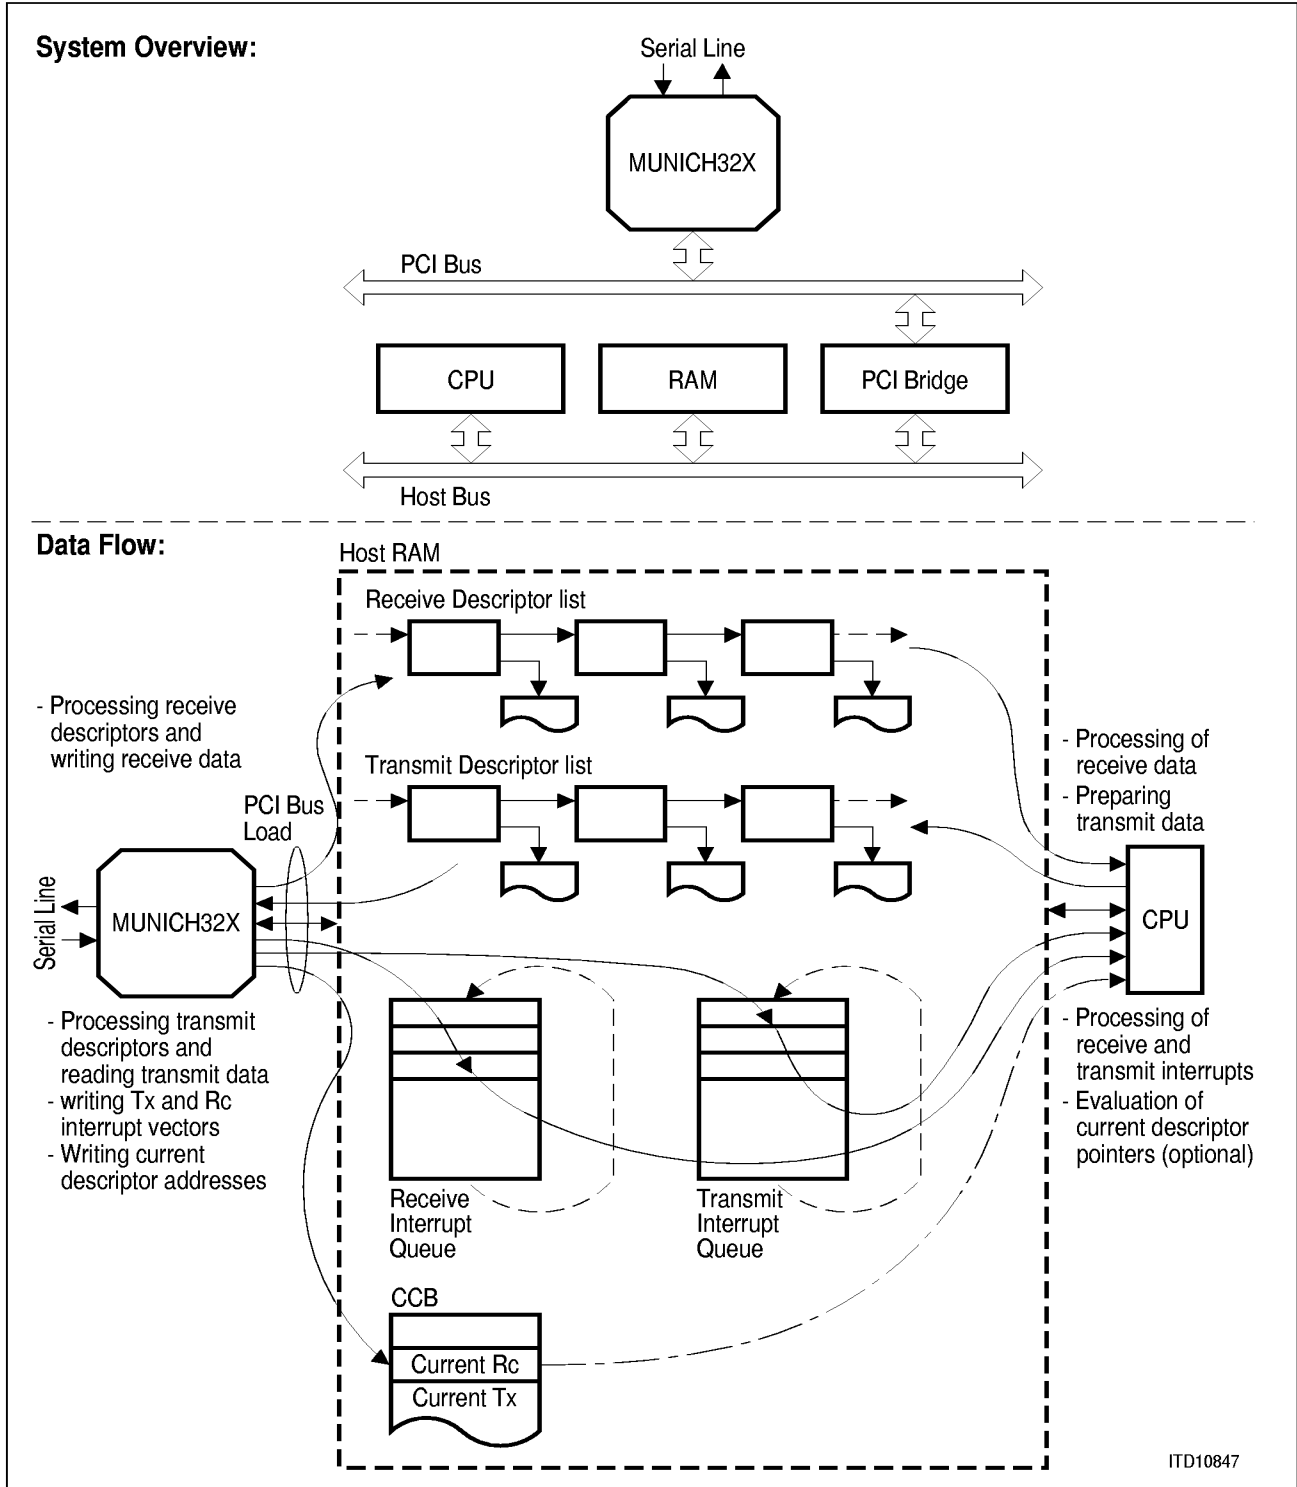 System Overview:
Serial Line
MUNICH32X
PCI Bus
CPU
RAM
PCI Bridge
Host Bus
Data Flow:
Host RAM
Receive Descriptor list
- Processing receive
descriptors and
writing receive data
Transmit Descriptor list
- Processing of
receive data
- Preparing
transmit data
PCI Bus
Load
Serial Line
MUNICH32X
CPU
- Processing transmit
descriptors and
reading transmit data
- writing Tx and Rc
interrupt vectors
- Writing current
descriptor addresses
- Processing of
receive and
transmit interrupts
- Evaluation of
current descriptor
pointers (optional)
Receive
Interrupt
Queue
Transmit
Interrupt
Queue
CCB
Current Rc
Current Tx
ITD10847